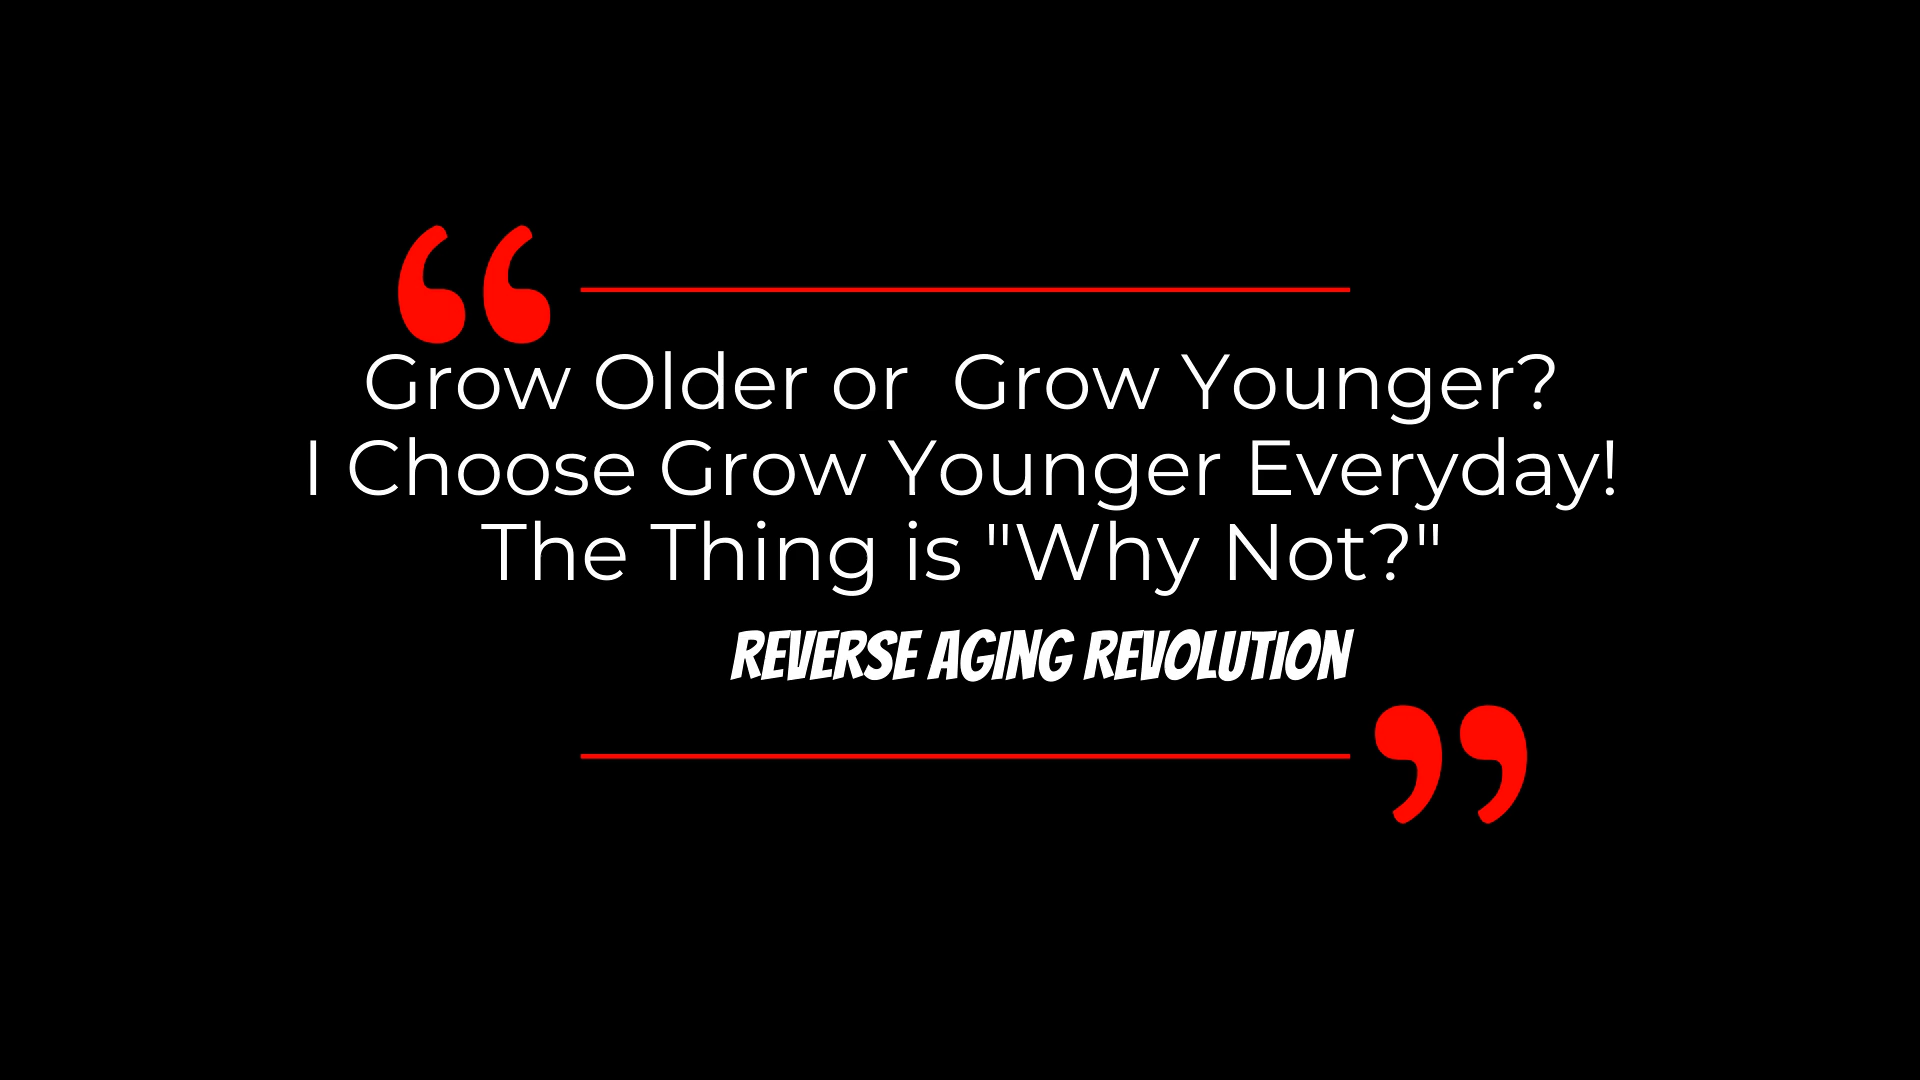 “
Grow Older or  Grow Younger?
I Choose Grow Younger Everyday!
The Thing is "Why Not?"
REVERSE AGING REVOLUTION
”